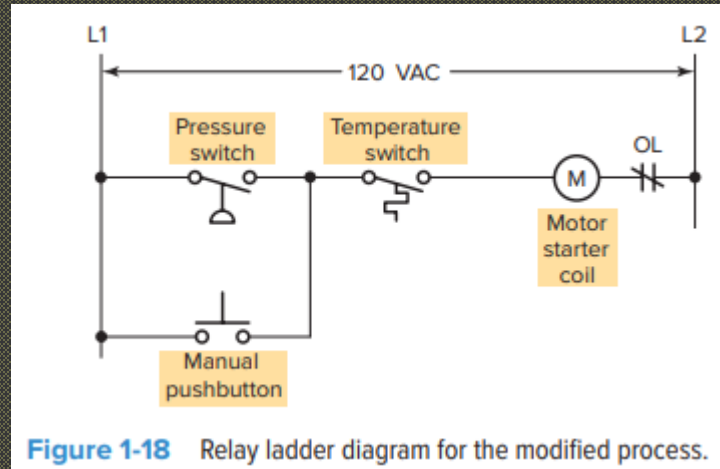 L1
L2
120 VAC
Pressure
switch
Temperature
switch
OL
M
Motor
starter
coil
Manual
pushbutton
Figure 1-18 Relay ladder diagram for the modified process.